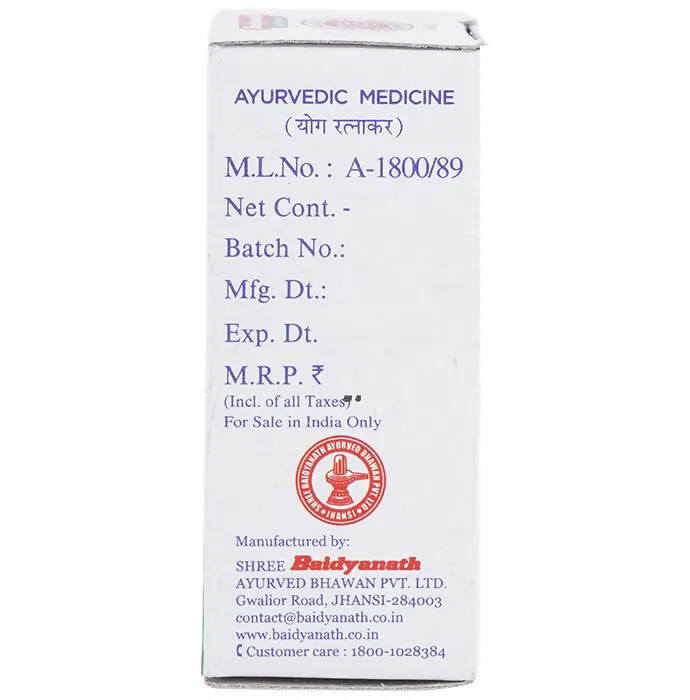 AYURVEDIC MEDICINE
(योग रत्नाकर)
M.L.No. : A-1800/89
Net Cont. -
Batch No.:
Mfg. Dt.:
Exp. Dt.
M.R.P. ₹
(Incl. of all Taxes)
For Sale in India Only
SHREE BAIDYANATH AYURVED BHAWAN PVT. LTD.
JHANSI
Manufactured by:
SHREE Baidyanath
AYURVED BHAWAN PVT. LTD.
Gwalior Road, JHANSI-284003
contact@baidyanath.co.in
www.baidyanath.co.in
Customer care : 1800-1028384